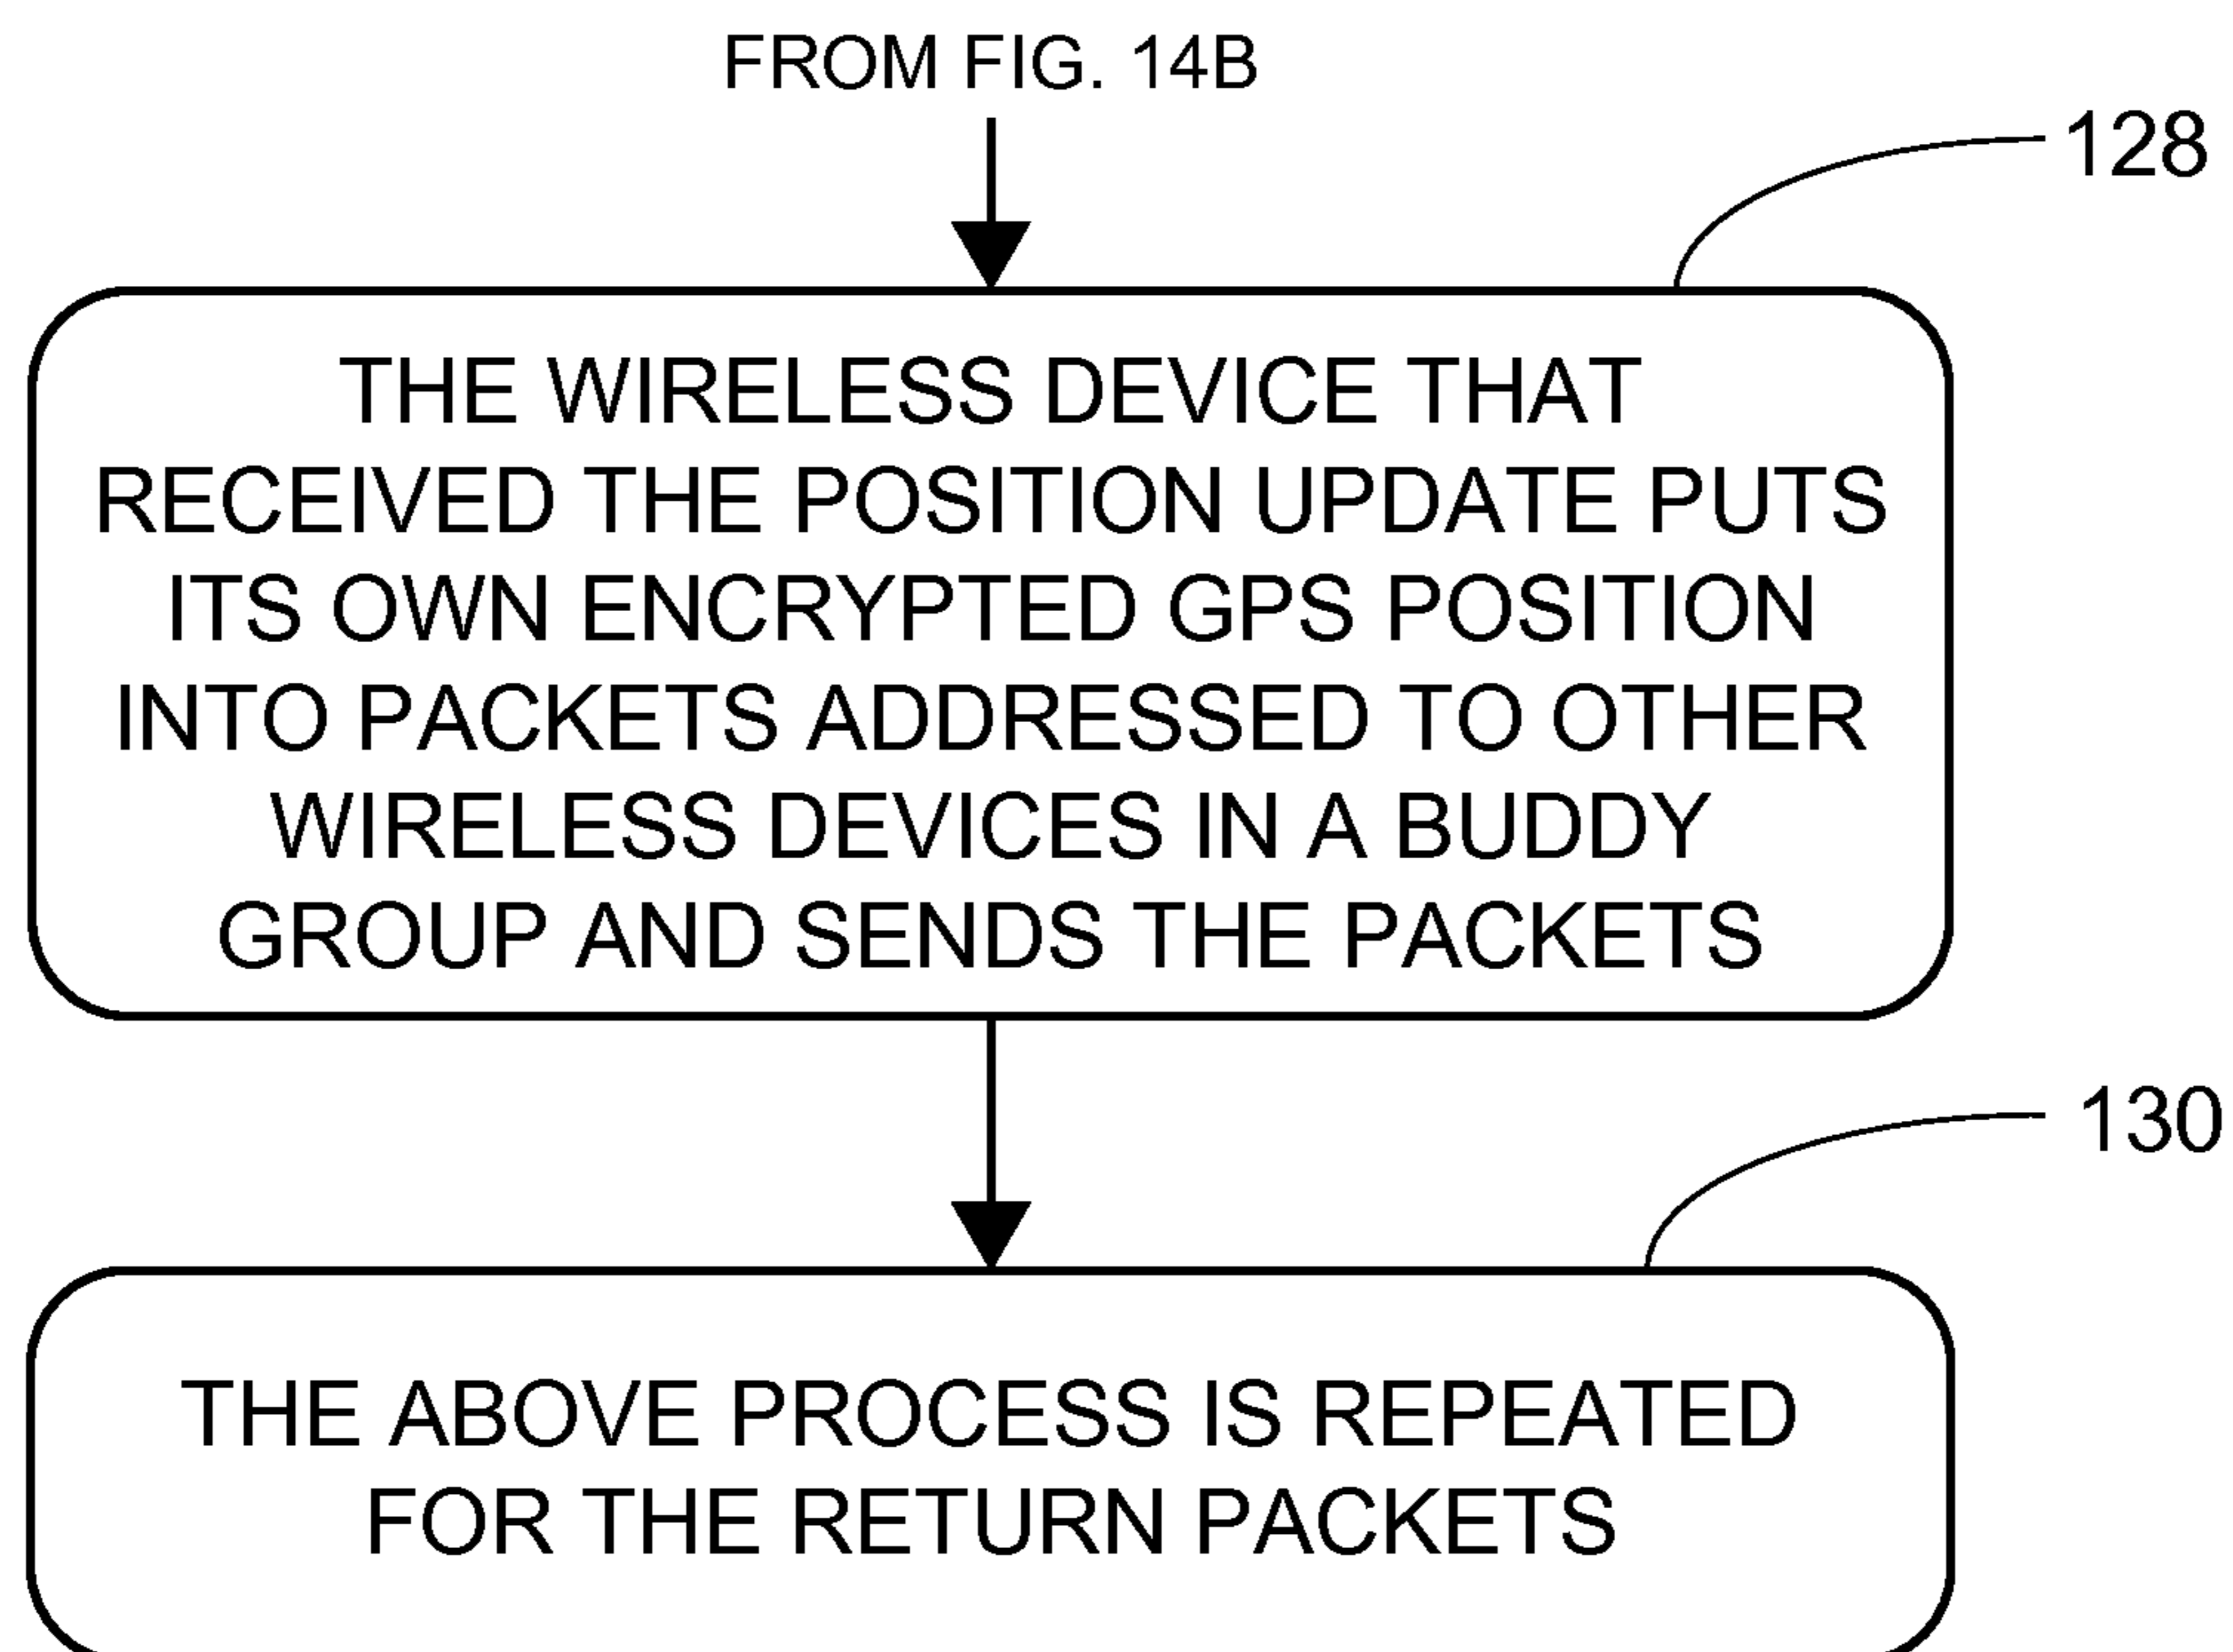 FROM FIG. 14B
128
THE WIRELESS DEVICE THAT
RECEIVED THE POSITION UPDATE PUTS
ITS OWN ENCRYPTED GPS POSITION
INTO PACKETS ADDRESSED TO OTHER
WIRELESS DEVICES IN A BUDDY
GROUP AND SENDS THE PACKETS
130
THE ABOVE PROCESS IS REPEATED
FOR THE RETURN PACKETS